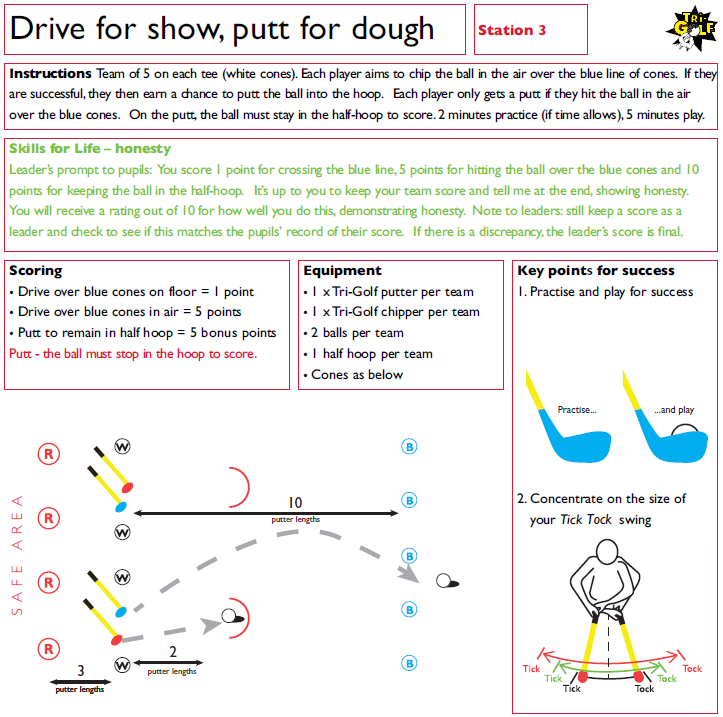 Drive for show, putt for dough
Station 3
TRI-
GOLF
Instructions Team of 5 on each tee (white cones). Each player aims to chip the ball in the air over the blue line of cones. If they
are successful, they then earn a chance to putt the ball into the hoop. Each player only gets a putt if they hit the ball in the air
over the blue cones. On the putt, the ball must stay in the half-hoop to score. 2 minutes practice (if time allows), 5 minutes play.
Skills for Life – honesty
Leader's prompt to pupils: You score 1 point for crossing the blue line, 5 points for hitting the ball over the blue cones and 10
points for keeping the ball in the half-hoop. It's up to you to keep your team score and tell me at the end, showing honesty.
You will receive a rating out of 10 for how well you do this, demonstrating honesty. Note to leaders: still keep a score as a
leader and check to see if this matches the pupils' record of their score. If there is a discrepancy, the leader's score is final.
Scoring
• Drive over blue cones on floor = 1 point
• Drive over blue cones in air = 5 points
• Putt to remain in half hoop = 5 bonus points
Putt - the ball must stop in the hoop to score.
Equipment
• 1 x Tri-Golf putter per team
• 1 x Tri-Golf chipper per team
• 2 balls per team
• 1 half hoop per team
• Cones as below
Key points for success
1. Practise and play for success
Practise...
...and play
2. Concentrate on the size of
your Tick Tock swing
Tick
Tock
Tick
Tock
Tick
Tock
SAFE AREA
R
R
R
R
W
W
W
W
B
B
B
B
B
10
putter lengths
2
putter lengths
3
putter lengths